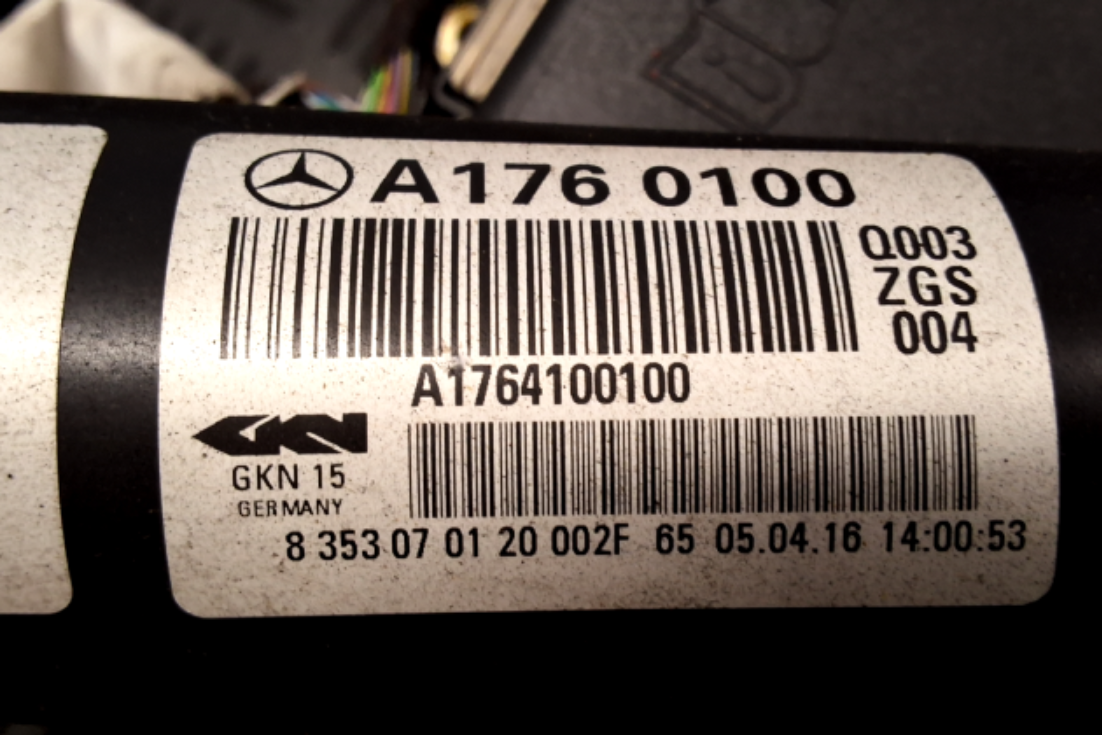 A176 0100
Q003
ZGS
004
A1764100100
GKN
GKN 15
GERMANY
8 353 07 01 20 002F 65 05.04.16 14:00:53